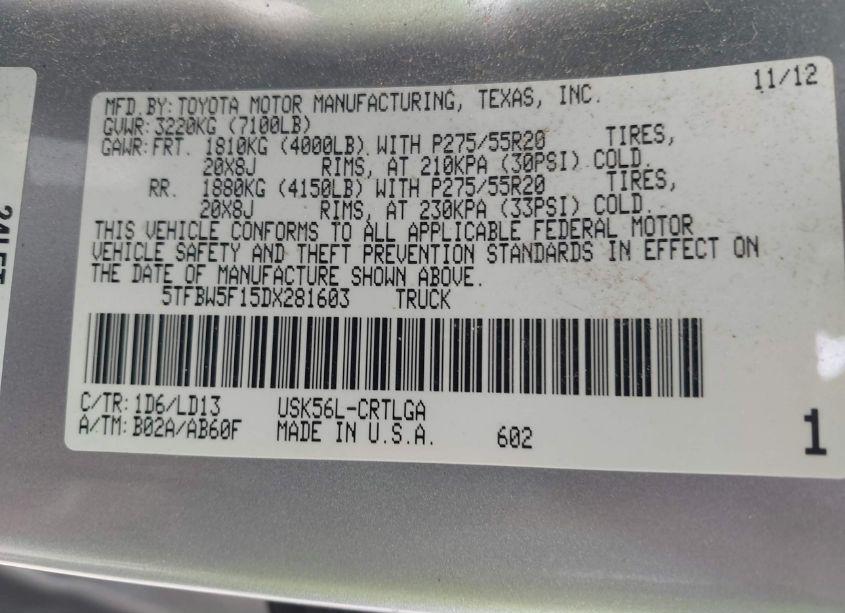 11/12
MFD.BY:TOYOTA MOTOR MANUFACTURING, TEXAS, INC.
GVWR:3220KG (7100LB)
GAWR:FRT. 1810KG (4000LB) WITH P275/55R20 TIRES,
20X8J RIMS, AT 210KPA (30PSI) COLD.
RR. 1880KG (4150LB) WITH P275/55R20 TIRES,
20X8J RIMS, AT 230KPA (33PSI) COLD.
THIS VEHICLE CONFORMS TO ALL APPLICABLE FEDERAL MOTOR
VEHICLE SAFETY AND THEFT PREVENTION STANDARDS IN EFFECT ON
THE DATE OF MANUFACTURE SHOWN ABOVE.
5TFBW5F15DX281603 TRUCK
C/TR:1D6/LD13 USK56L-CRTLGA
A/TM:B02A/AB60F MADE IN U.S.A. 602
1